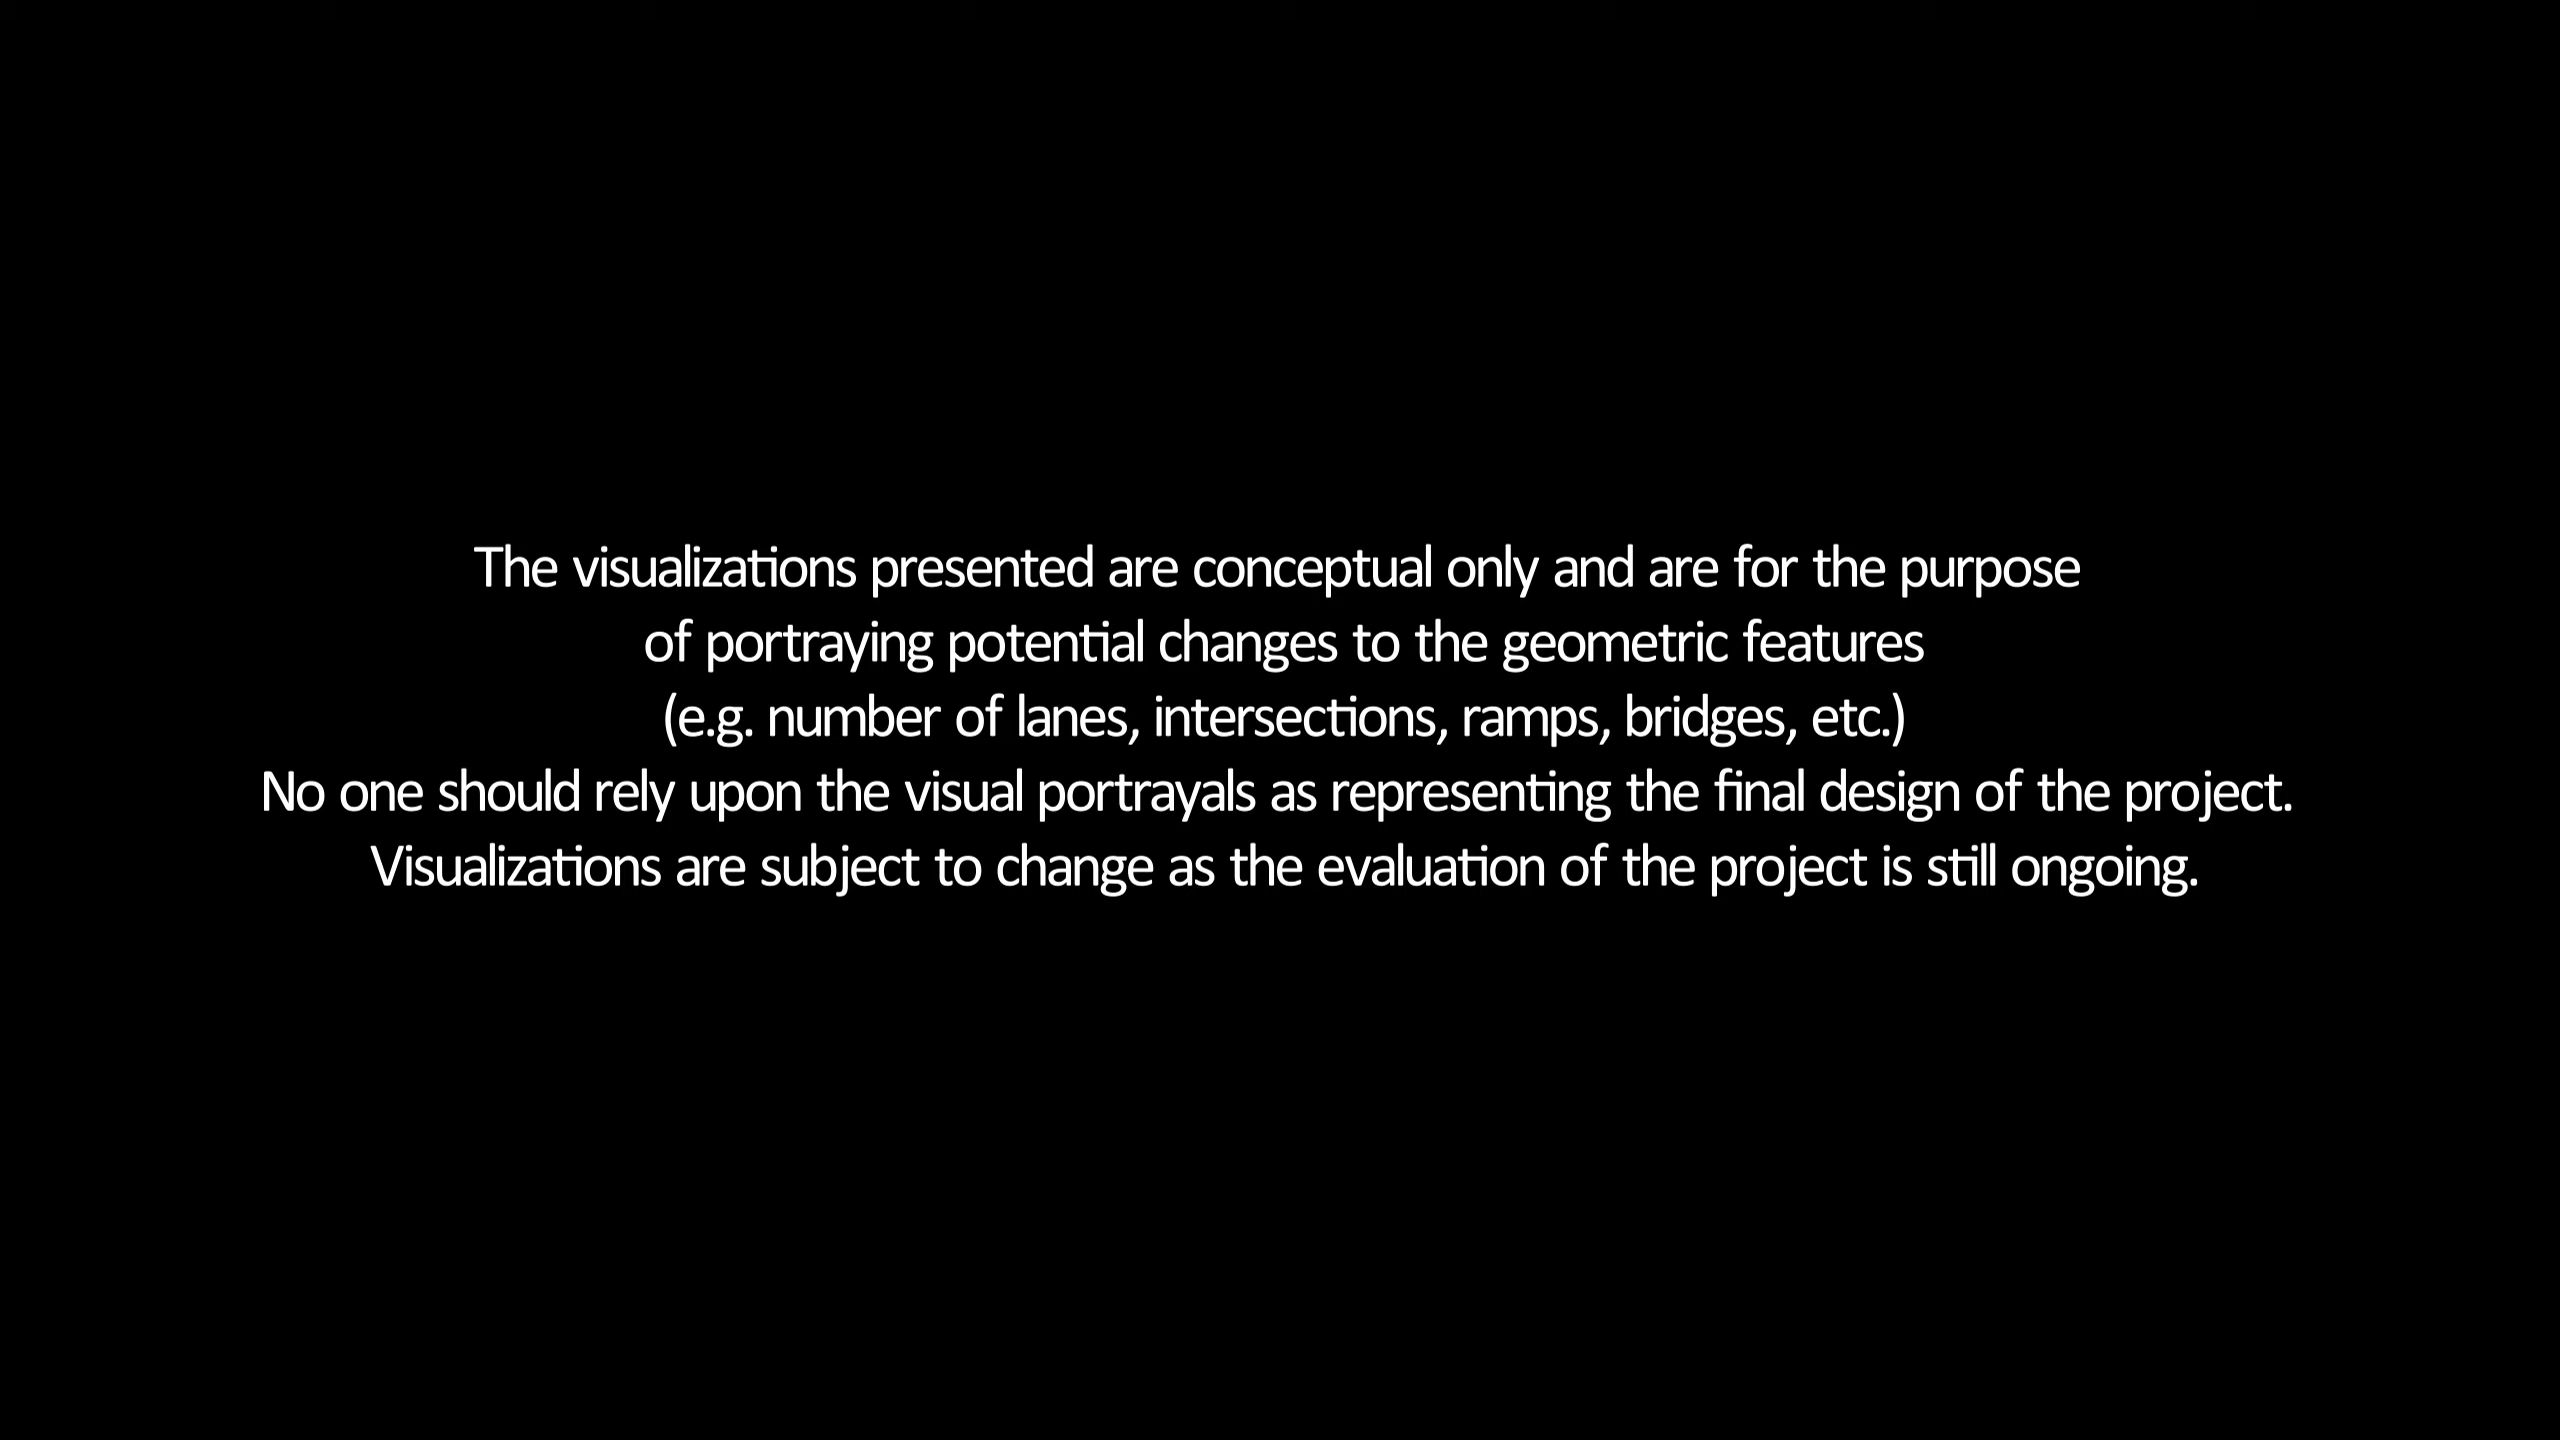 The visualizations presented are conceptual only and are for the purpose
of portraying potential changes to the geometric features
(e.g. number of lanes, intersections, ramps, bridges, etc.)
No one should rely upon the visual portrayals as representing the final design of the project.
Visualizations are subject to change as the evaluation of the project is still ongoing.